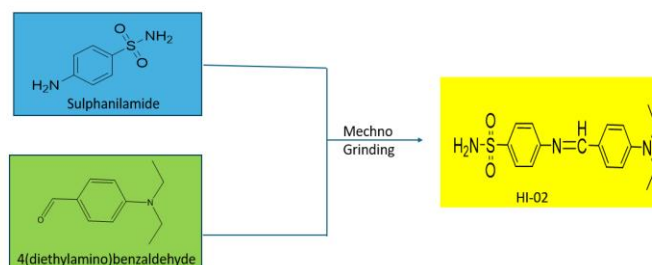 O
S
NH₂
O
H₂N
Sulphanilamide
O
N
4(diethylamino)benzaldehyde
Mechno
Grinding
O
H₂N-S
O
N=C
H
N
HI-02